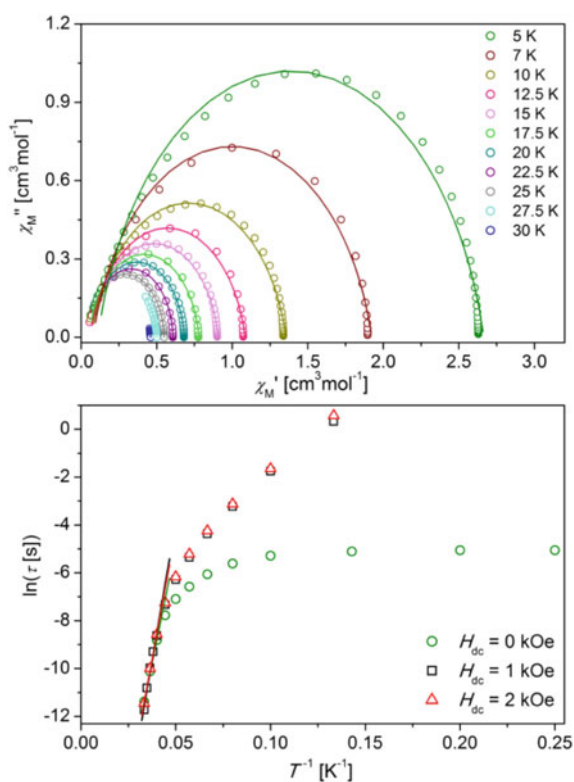 1.2
0.9
0.6
0.3
0.0
χM" [cm³mol⁻¹]
5 K
7 K
10 K
12.5 K
15 K
17.5 K
20 K
22.5 K
25 K
27.5 K
30 K
0.0 0.5 1.0 1.5 2.0 2.5 3.0
χM' [cm³mol⁻¹]
0
-2
-4
-6
-8
-10
-12
ln(τ [s])
Hdc = 0 kOe
Hdc = 1 kOe
Hdc = 2 kOe
0.00 0.05 0.10 0.15 0.20 0.25
T⁻¹ [K⁻¹]